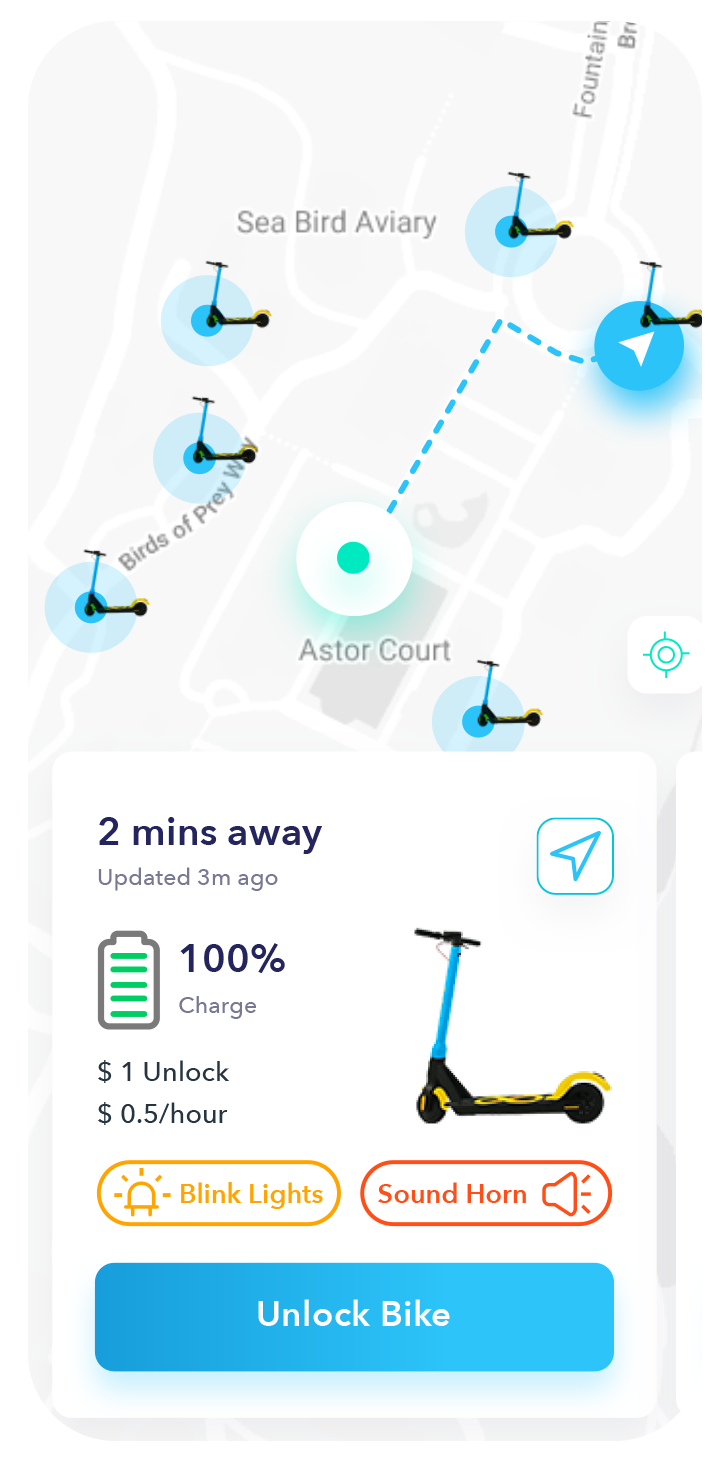 Fountain
Br
Sea Bird Aviary
Birds of Prey Way
Astor Court
2 mins away
Updated 3m ago
100%
Charge
$ 1 Unlock
$ 0.5/hour
Blink Lights
Sound Horn
Unlock Bike